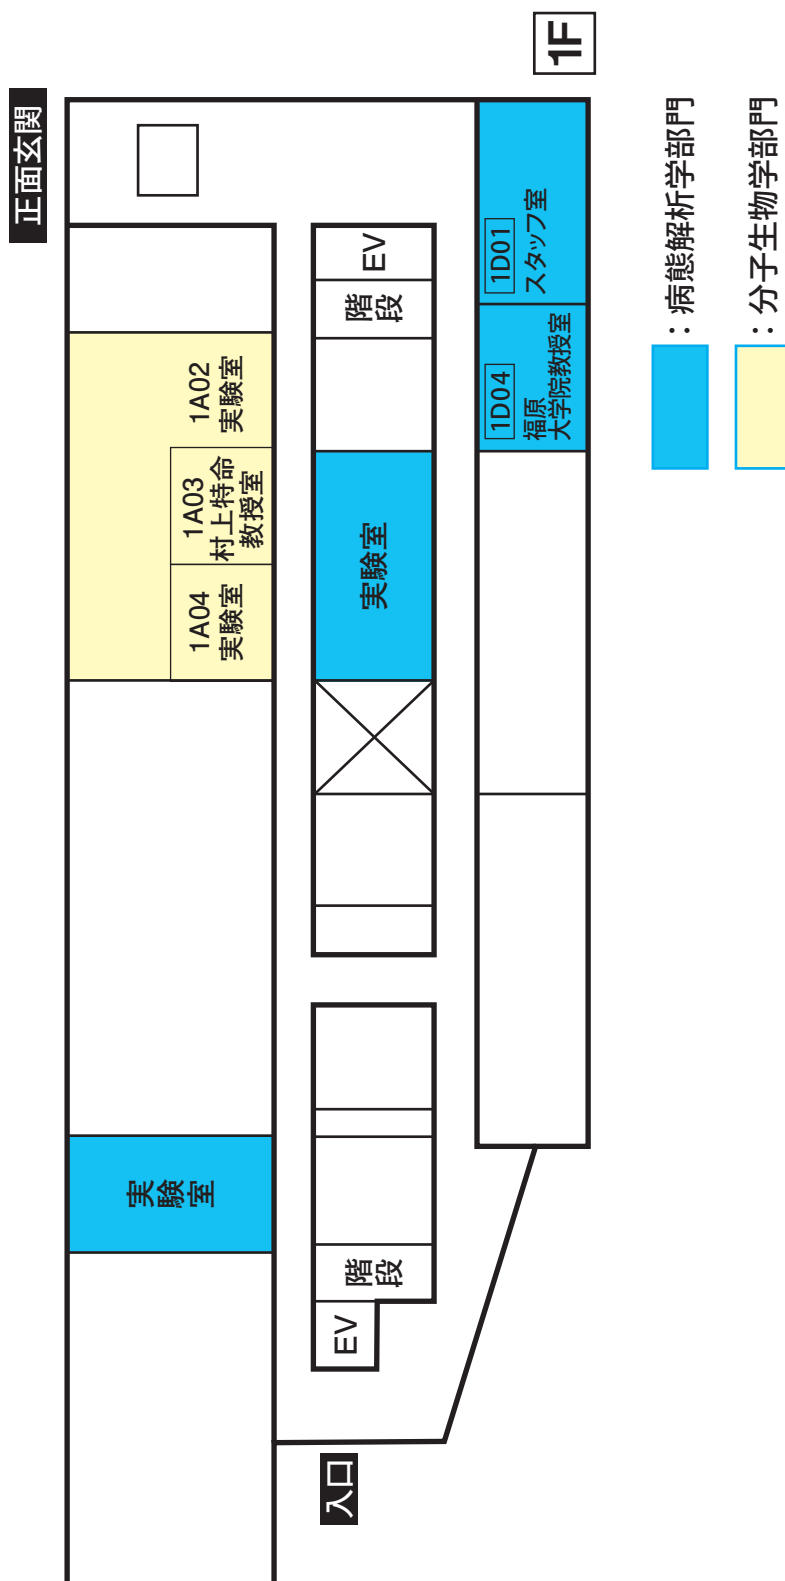 1F
正面玄関
EV
階段
実験室
1D01
スタッフ室
1D04
福原
大学院教授室
1A02
実験室
1A03
村上特命
教授室
1A04
実験室
実験室
階段
EV
入口
：病態解析学部門
：分子生物学部門